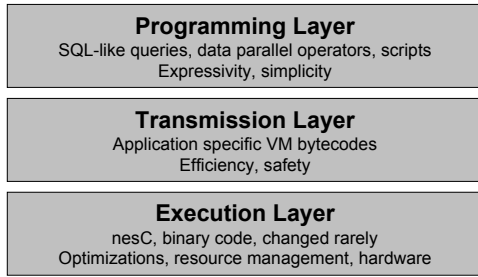 Programming Layer
SQL-like queries, data parallel operators, scripts
Expressivity, simplicity
Transmission Layer
Application specific VM bytecodes
Efficiency, safety
Execution Layer
nesC, binary code, changed rarely
Optimizations, resource management, hardware